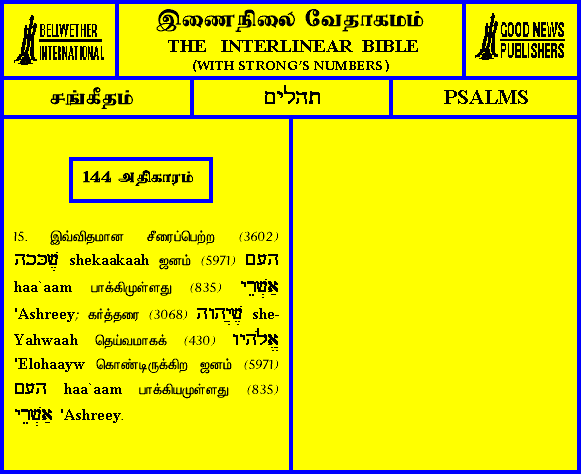 BELLWETHER
INTERNATIONAL
இணைநிலை வேதாகமம்
THE INTERLINEAR BIBLE
(WITH STRONG'S NUMBERS)
GOOD NEWS
PUBLISHERS
சங்கீதம்
תהלים
PSALMS
144 அதிகாரம்
15. இவ்விதமான சீரைப்பெற்ற (3602)
שֶׁכָּכָה shekaakaah ஜனம் (5971) העם
haa`aam பாக்கிமுள்ளது (835) אַשְׁרֵי
'Ashreey; கர்த்தரை (3068) שֶׁיְהוָה she-
Yahwaah தெய்வமாகக் (430) אֱלֹהָיו
'Elohaayw கொண்டிருக்கிற ஜனம் (5971)
העם haa`aam பாக்கியமுள்ளது (835)
אַשְׁרֵי 'Ashreey.